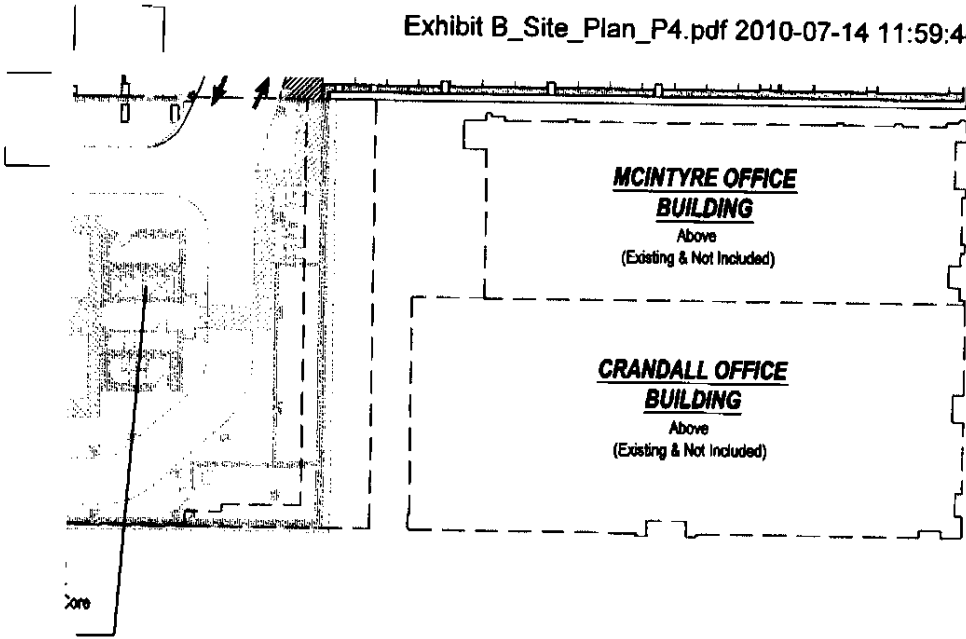 Exhibit B_Site_Plan_P4.pdf 2010-07-14 11:59:4
MCINTYRE OFFICE
BUILDING
Above
(Existing & Not Included)
CRANDALL OFFICE
BUILDING
Above
(Existing & Not Included)
Core